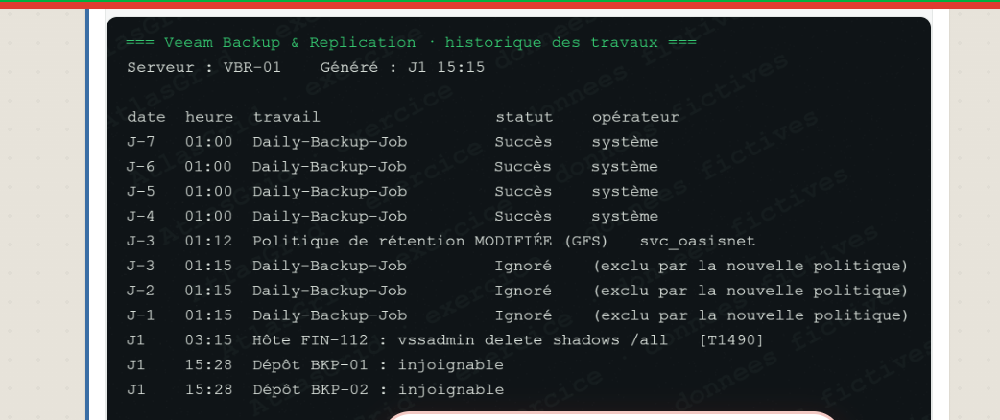 === Veeam Backup & Replication · historique des travaux ===
Serveur : VBR-01    Généré : J1 15:15
date  heure  travail    statut    opérateur
J-7  01:00  Daily-Backup-Job    Succès    système
J-6  01:00  Daily-Backup-Job    Succès    système
J-5  01:00  Daily-Backup-Job    Succès    système
J-4  01:00  Daily-Backup-Job    Succès    système
J-3  01:12  Politique de rétention MODIFIÉE (GFS)   svc_oasisnet
J-3  01:15  Daily-Backup-Job    Ignoré    (exclu par la nouvelle politique)
J-2  01:15  Daily-Backup-Job    Ignoré    (exclu par la nouvelle politique)
J-1  01:15  Daily-Backup-Job    Ignoré    (exclu par la nouvelle politique)
J1   03:15  Hôte FIN-112 : vssadmin delete shadows /all   [T1490]
J1   15:28  Dépôt BKP-01 : injoignable
J1   15:28  Dépôt BKP-02 : injoignable